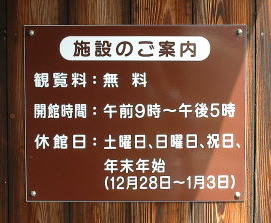 施設のご案内
観覧料：無 料
開館時間：午前9時～午後5時
休館日：土曜日、日曜日、祝日、
年末年始
(12月28日～1月3日)